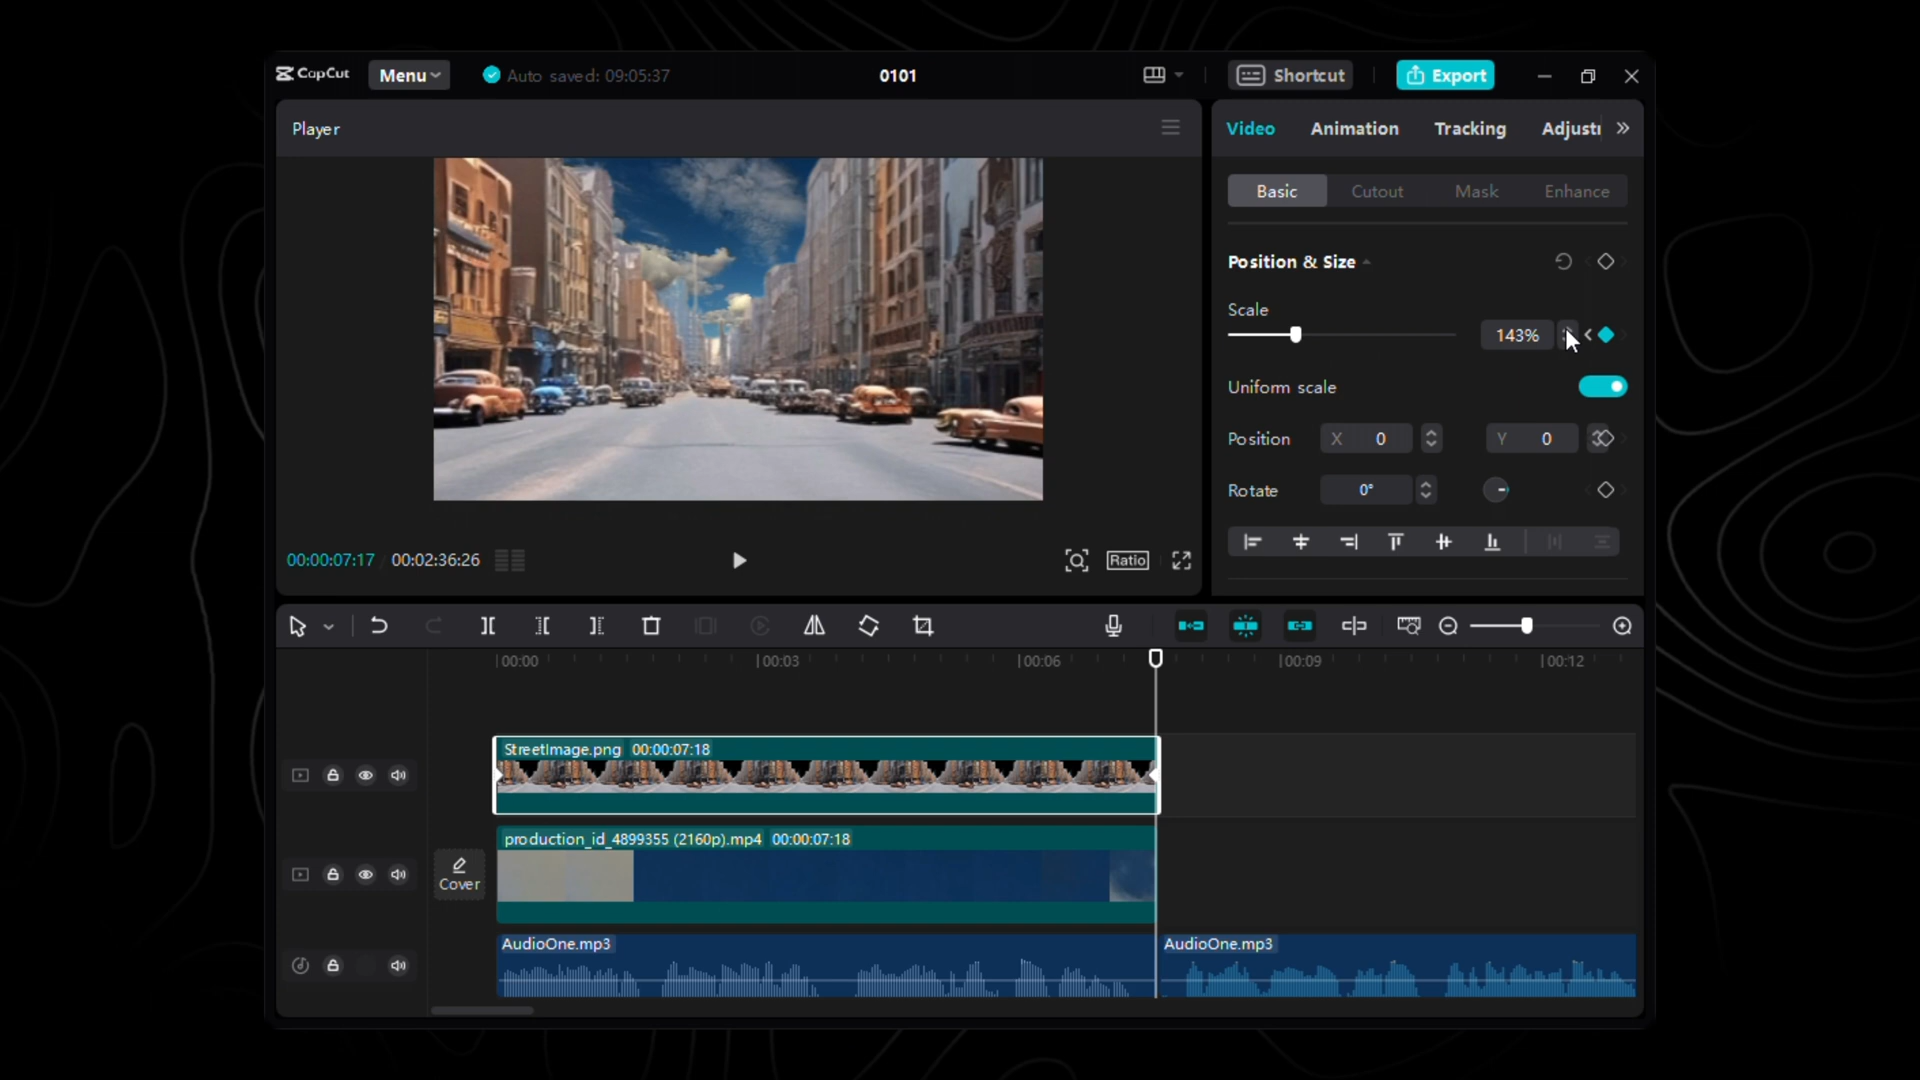 CapCut Menu Auto saved: 09:05:37 0101 Shortcut Export
Player
Video Animation Tracking
Basic Cutout Mask Enhance
Position & Size
Scale
143%
Uniform scale
Position X 0 Y 0
Rotate 0°
00:00:07:17 00:02:36:26 Ratio
00:00 00:03 00:06 00:09 00:12
StreetImage.png 00:00:07:18
production_id_4899355 (2160p).mp4 00:00:07:18
Cover
AudioOne.mp3 AudioOne.mp3